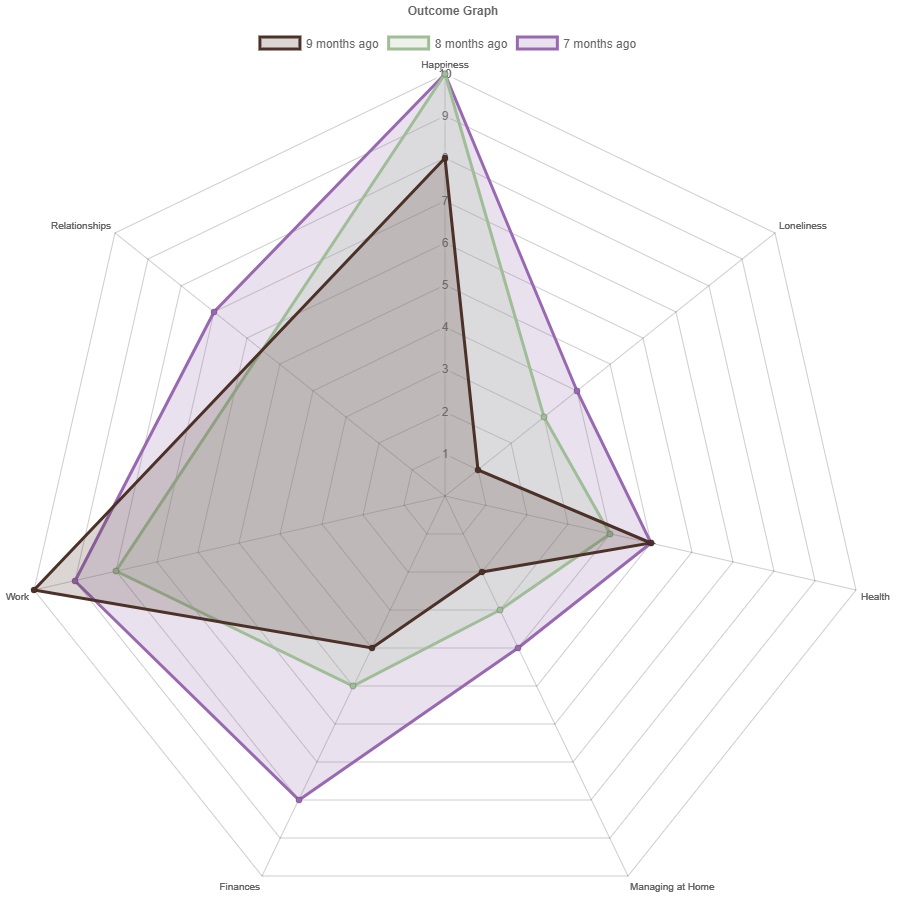 Outcome Graph
9 months ago 8 months ago 7 months ago
Happiness
10
9
8
7
6
5
4
3
2
1
Relationships
Loneliness
Work
Health
Finances
Managing at Home